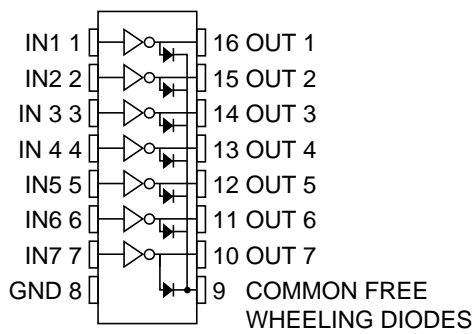 IN1 1 16 OUT 1
IN2 2 15 OUT 2
IN 3 3 14 OUT 3
IN 4 4 13 OUT 4
IN5 5 12 OUT 5
IN6 6 11 OUT 6
IN7 7 10 OUT 7
GND 8 9 COMMON FREE
WHEELING DIODES